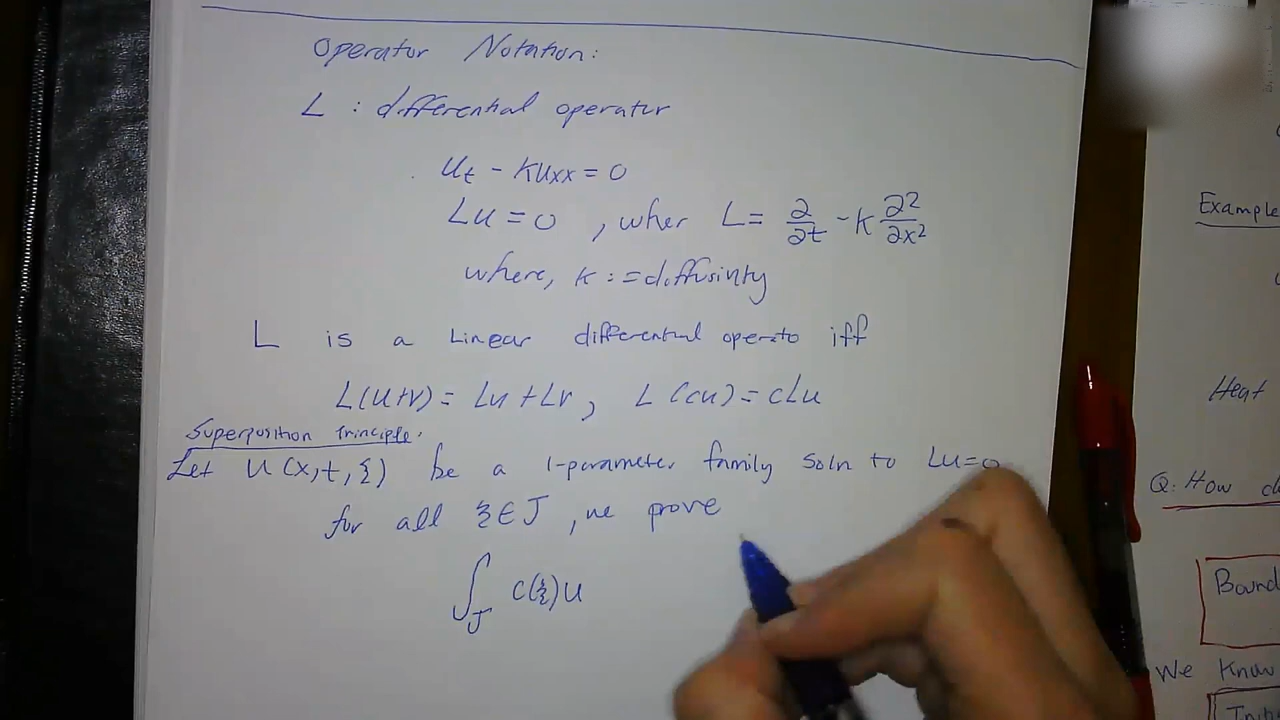 Operator Notation:
L : differential operator
u_t - Ku_xx = 0
Lu = 0 , wher L = ∂/∂t - K ∂²/∂x²
where, K := diffusivity
L is a Linear differential operato iff
L(u+v) = Lu + Lv , L(cu) = cLu
Superposition Principle:
Let u(x,t,ξ) be a 1-parameter family soln to Lu=0
for all ξ∈J , we prove
∫_J c(ξ)u
Example
Heat
Q: How
Bound
We Know